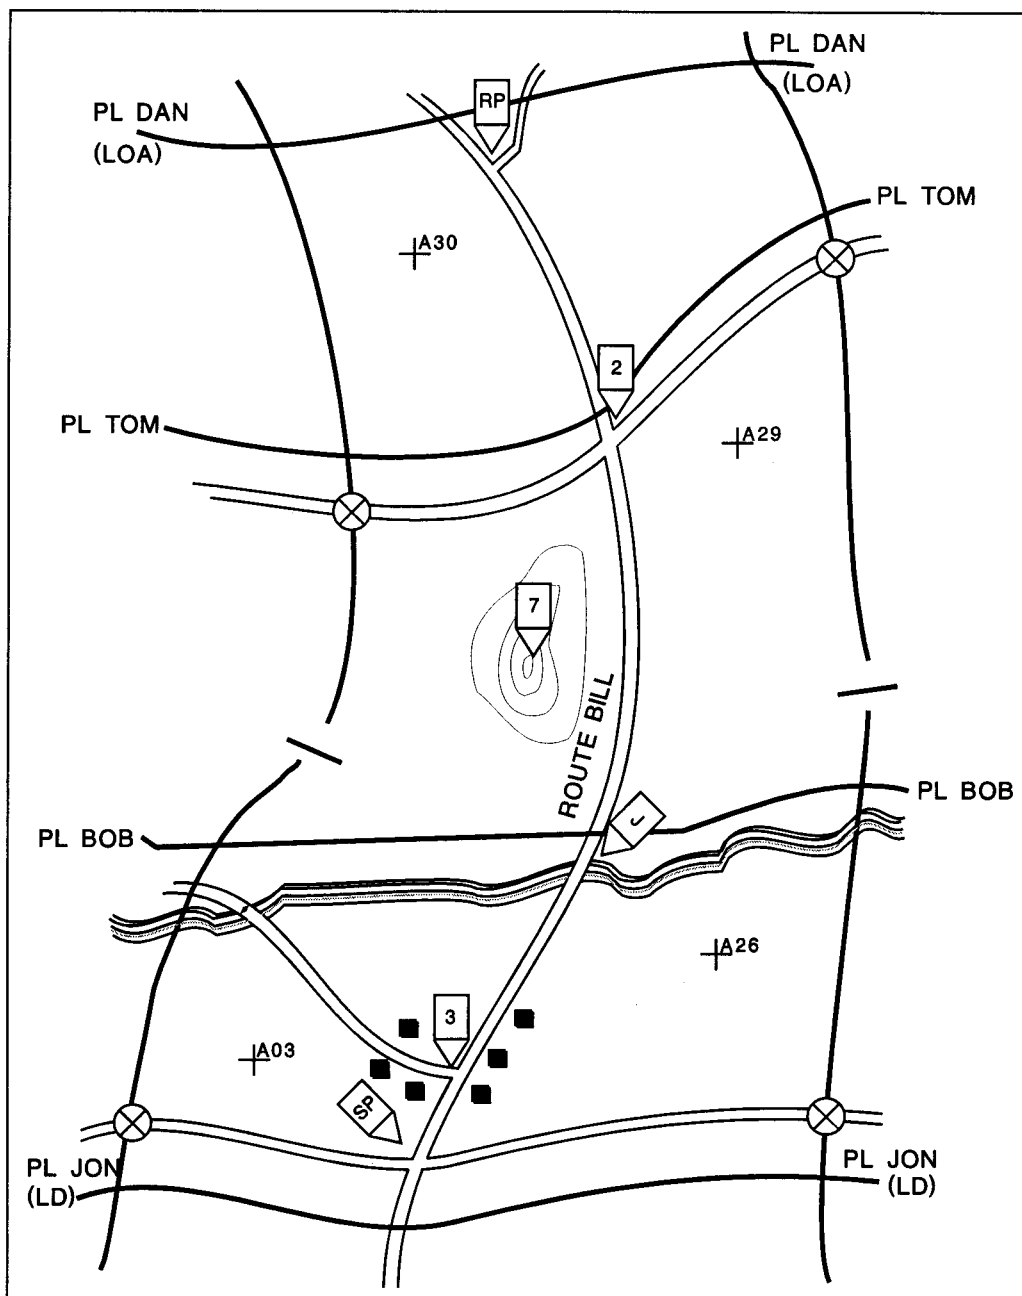 PL DAN
(LOA)
PL DAN
(LOA)
RP
PL TOM
A30
2
PL TOM
A29
7
ROUTE BILL
PL BOB
J
PL BOB
A26
3
A03
SP
PL JON
(LD)
PL JON
(LD)